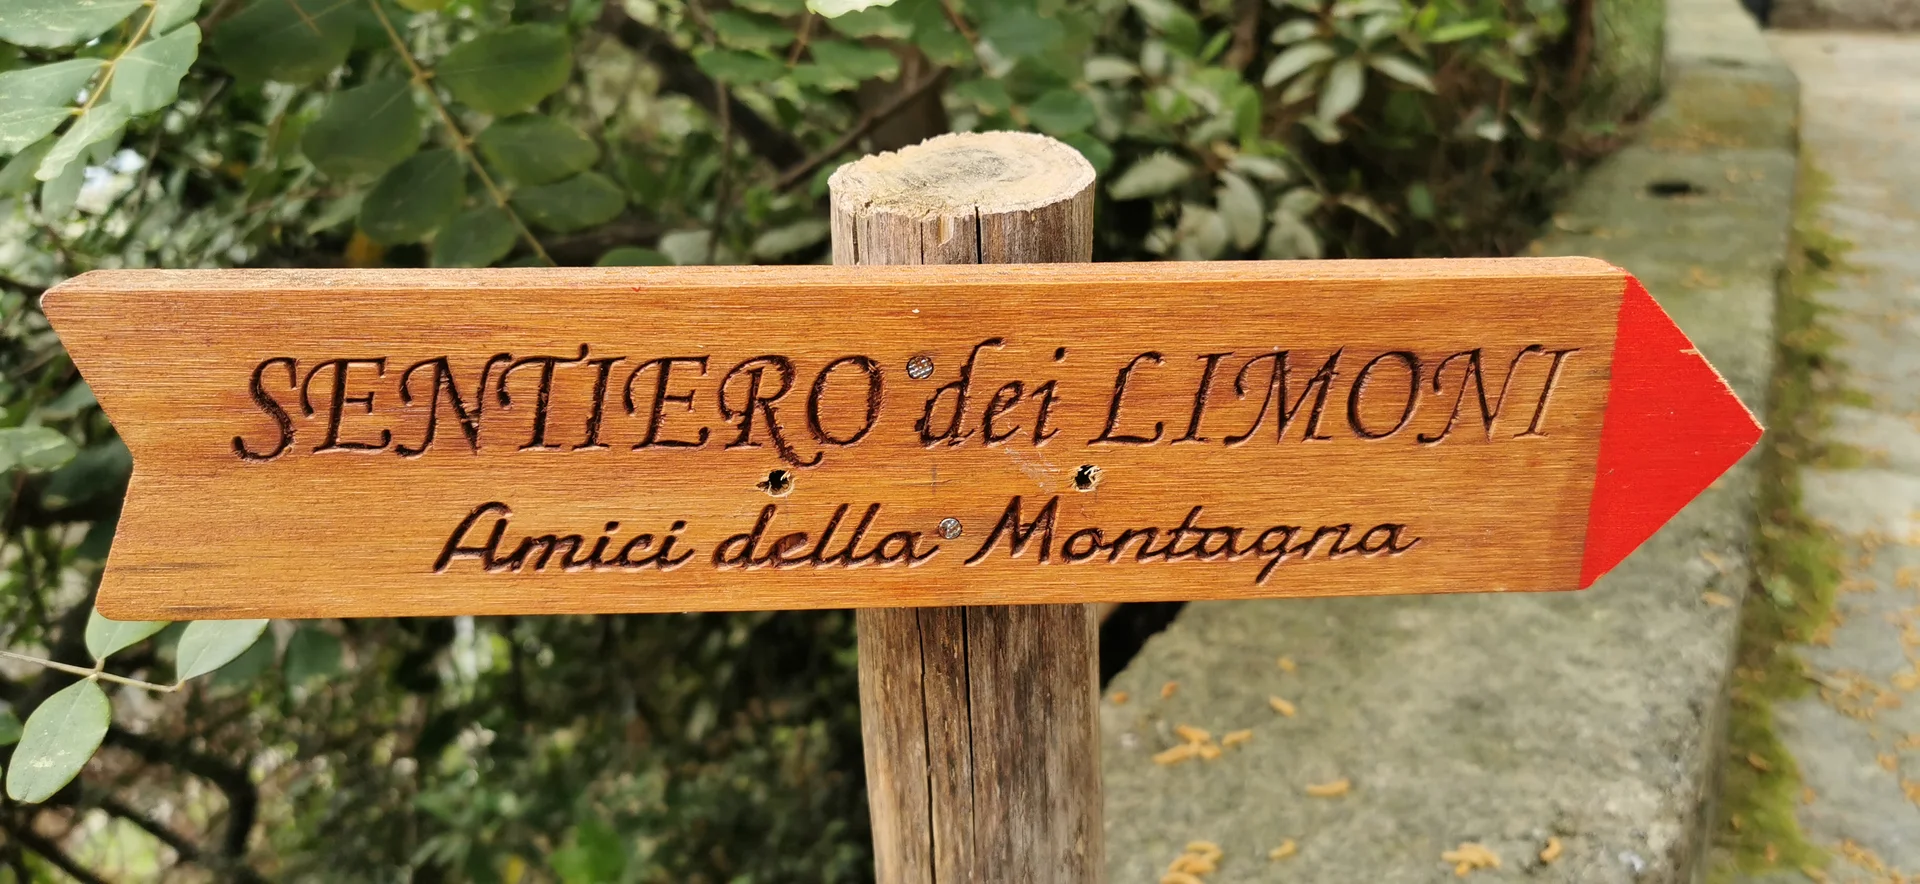 SENTIERO dei LIMONI
Amici della Montagna